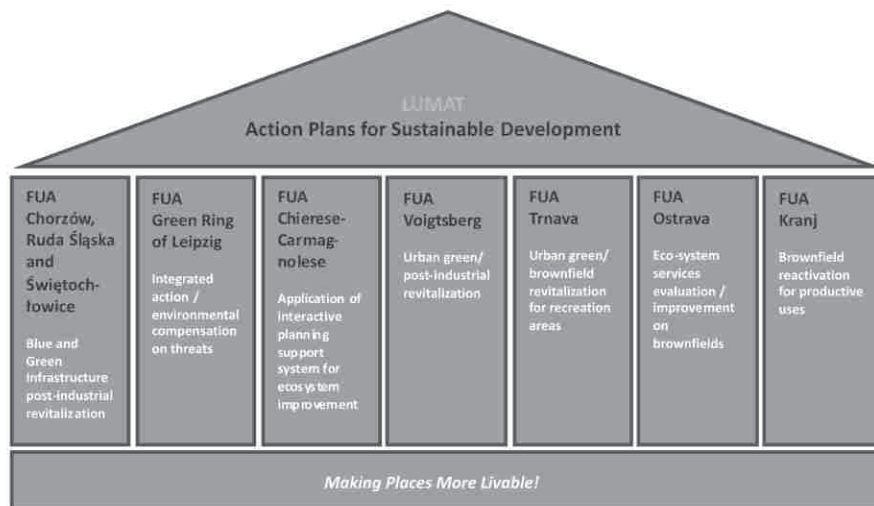 LUMAT
Action Plans for Sustainable Development
FUA
Chorzów,
Ruda Śląska
and
Świętoch-
łowice
Blue and
Green
Infrastructure
post-industrial
revitalization
FUA
Green Ring
of Leipzig
Integrated
action /
environmental
compensation
on threats
FUA
Chierese-
Carmag-
nolese
Application of
interactive
planning
support
system for
ecosystem
improvement
FUA
Voigtsberg
Urban green/
post-industrial
revitalization
FUA
Trnava
Urban green/
brownfield
revitalization
for recreation
areas
FUA
Ostrava
Eco-system
services
evaluation /
improvement
on
brownfields
FUA
Kranj
Brownfield
reactivation
for productive
uses
Making Places More Livable!